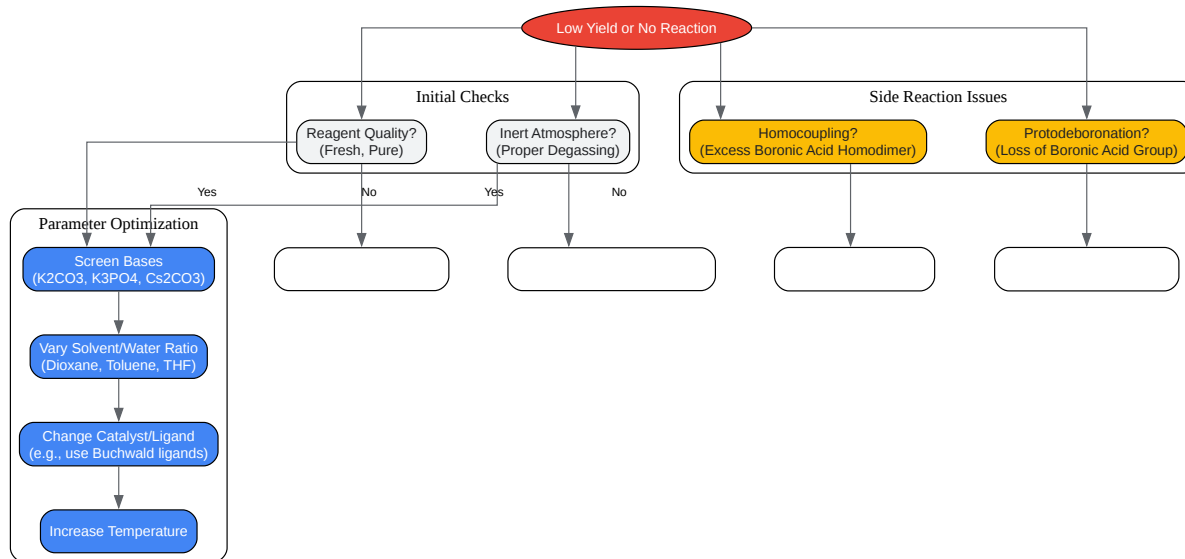 Low Yield or No Reaction
Initial Checks
Side Reaction Issues
Reagent Quality?
(Fresh, Pure)
Inert Atmosphere?
(Proper Degassing)
Homocoupling?
(Excess Boronic Acid Homodimer)
Protodeboronation?
(Loss of Boronic Acid Group)
Yes
No
Yes
No
Parameter Optimization
Screen Bases
(K2CO3, K3PO4, Cs2CO3)
Vary Solvent/Water Ratio
(Dioxane, Toluene, THF)
Change Catalyst/Ligand
(e.g., use Buchwald ligands)
Increase Temperature